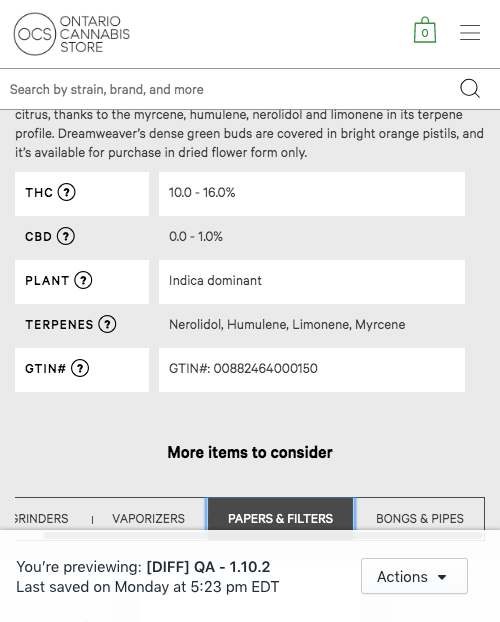 OCS
ONTARIO
CANNABIS
STORE
0
Search by strain, brand, and more
citrus, thanks to the myrcene, humulene, nerolidol and limonene in its terpene
profile. Dreamweaver's dense green buds are covered in bright orange pistils, and
it's available for purchase in dried flower form only.
THC ? 10.0 - 16.0%
CBD ? 0.0 - 1.0%
PLANT ? Indica dominant
TERPENES ? Nerolidol, Humulene, Limonene, Myrcene
GTIN# ? GTIN#: 00882464000150
More items to consider
GRINDERS | VAPORIZERS PAPERS & FILTERS BONGS & PIPES
You're previewing: [DIFF] QA - 1.10.2
Last saved on Monday at 5:23 pm EDT
Actions